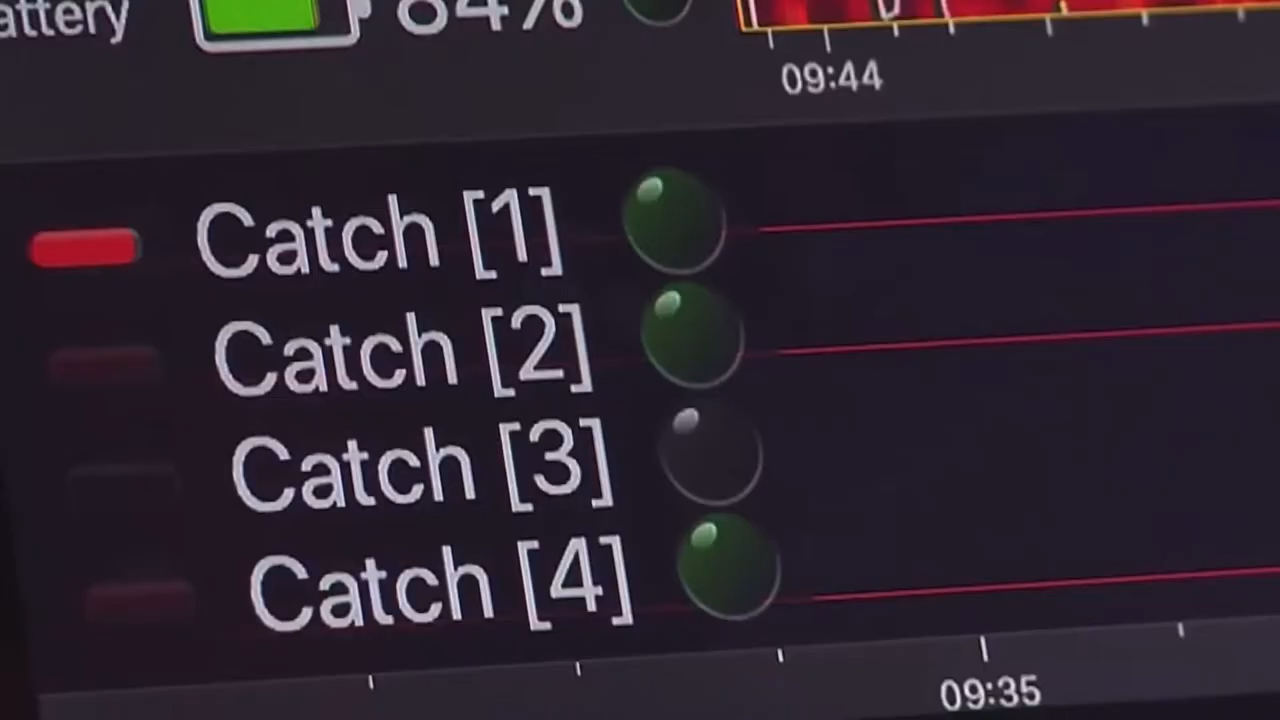 attery 84%
09:44
Catch [1]
Catch [2]
Catch [3]
Catch [4]
09:35